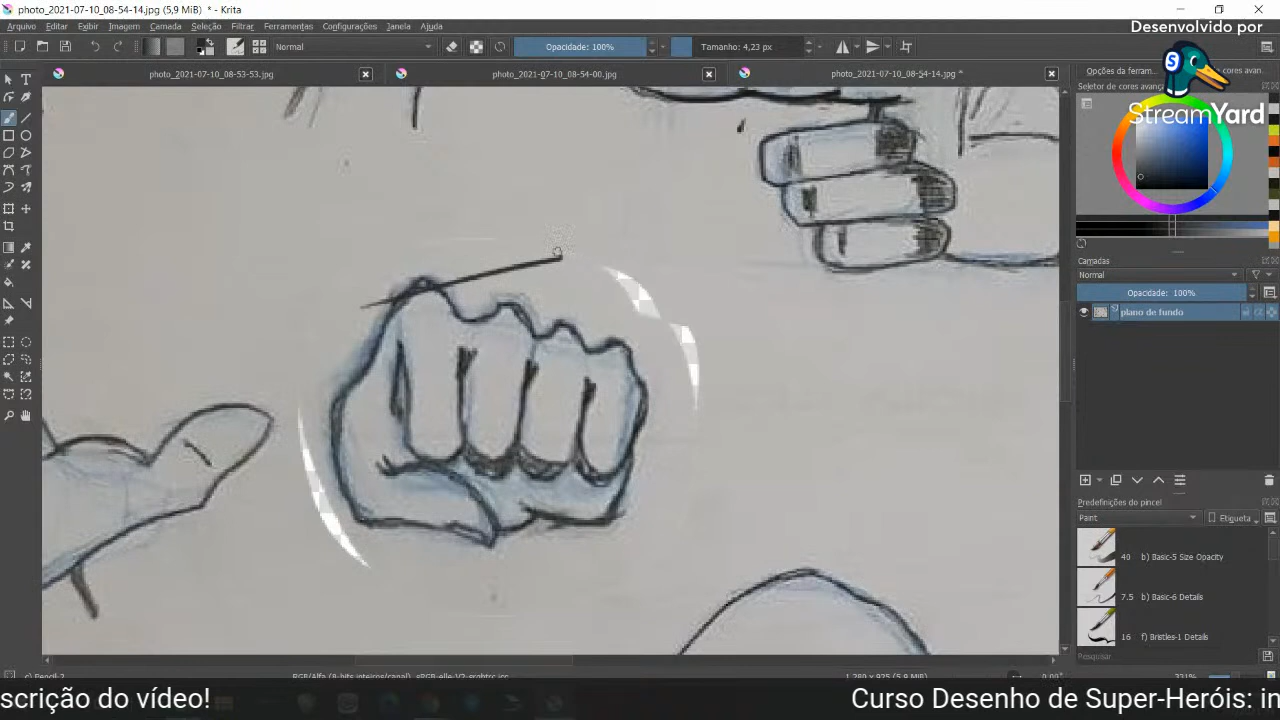 photo_2021-07-10_08-54-14.jpg (5,9 MiB) * - Krita
Desenvolvido por
Arquivo Editar Exibir Imagem Camada Seleção Filtrar Ferramentas Configurações Janela Ajuda
Normal Opacidade: 100% Tamanho: 4,23 px
photo_2021-07-10_08-53-53.jpg photo_2021-07-10_08-54-00.jpg photo_2021-07-10_08-54-14.jpg *
Opções da ferram...
Seletor de cores avanç
StreamYard
Camadas
Normal
Opacidade: 100%
plano de fundo
Predefinições do pincel
Paint Etiqueta
40 b) Basic-5 Size Opacity
7.5 b) Basic-6 Details
16 f) Bristles-1 Details
Pesquisar
c) Pencil-2
scrição do vídeo! Curso Desenho de Super-Heróis: in